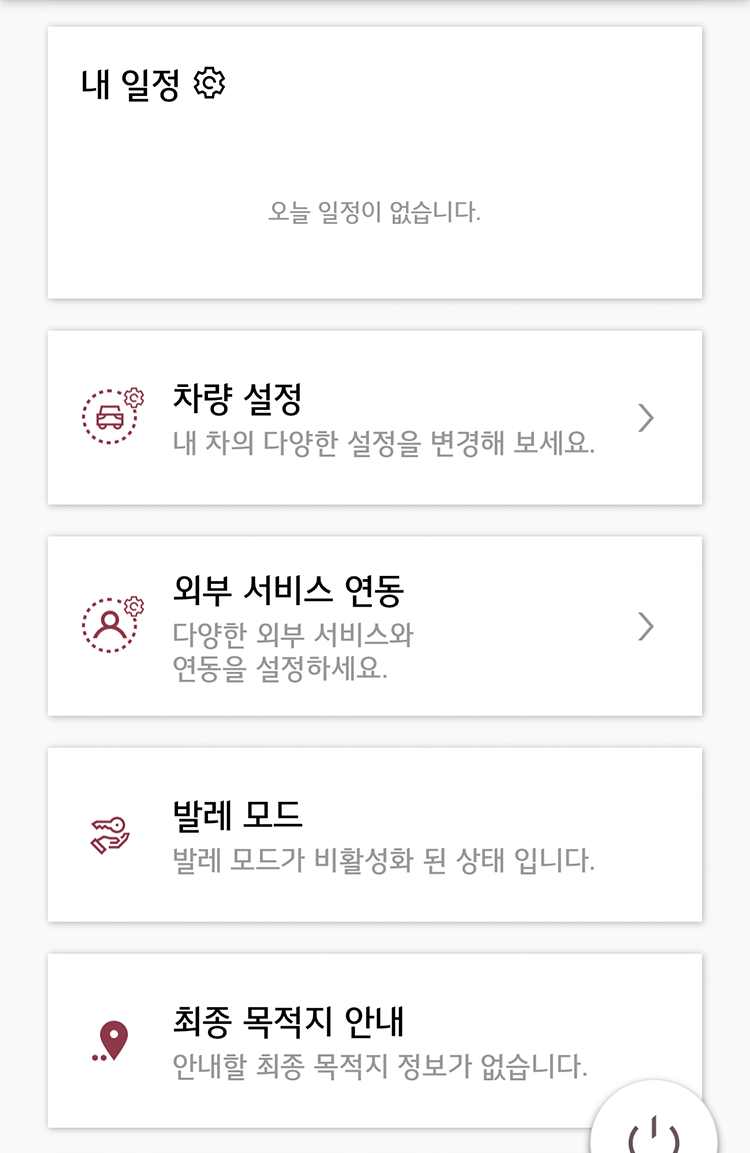 내 일정
오늘 일정이 없습니다.
차량 설정
내 차의 다양한 설정을 변경해 보세요.
외부 서비스 연동
다양한 외부 서비스와
연동을 설정하세요.
발레 모드
발레 모드가 비활성화 된 상태 입니다.
최종 목적지 안내
안내할 최종 목적지 정보가 없습니다.